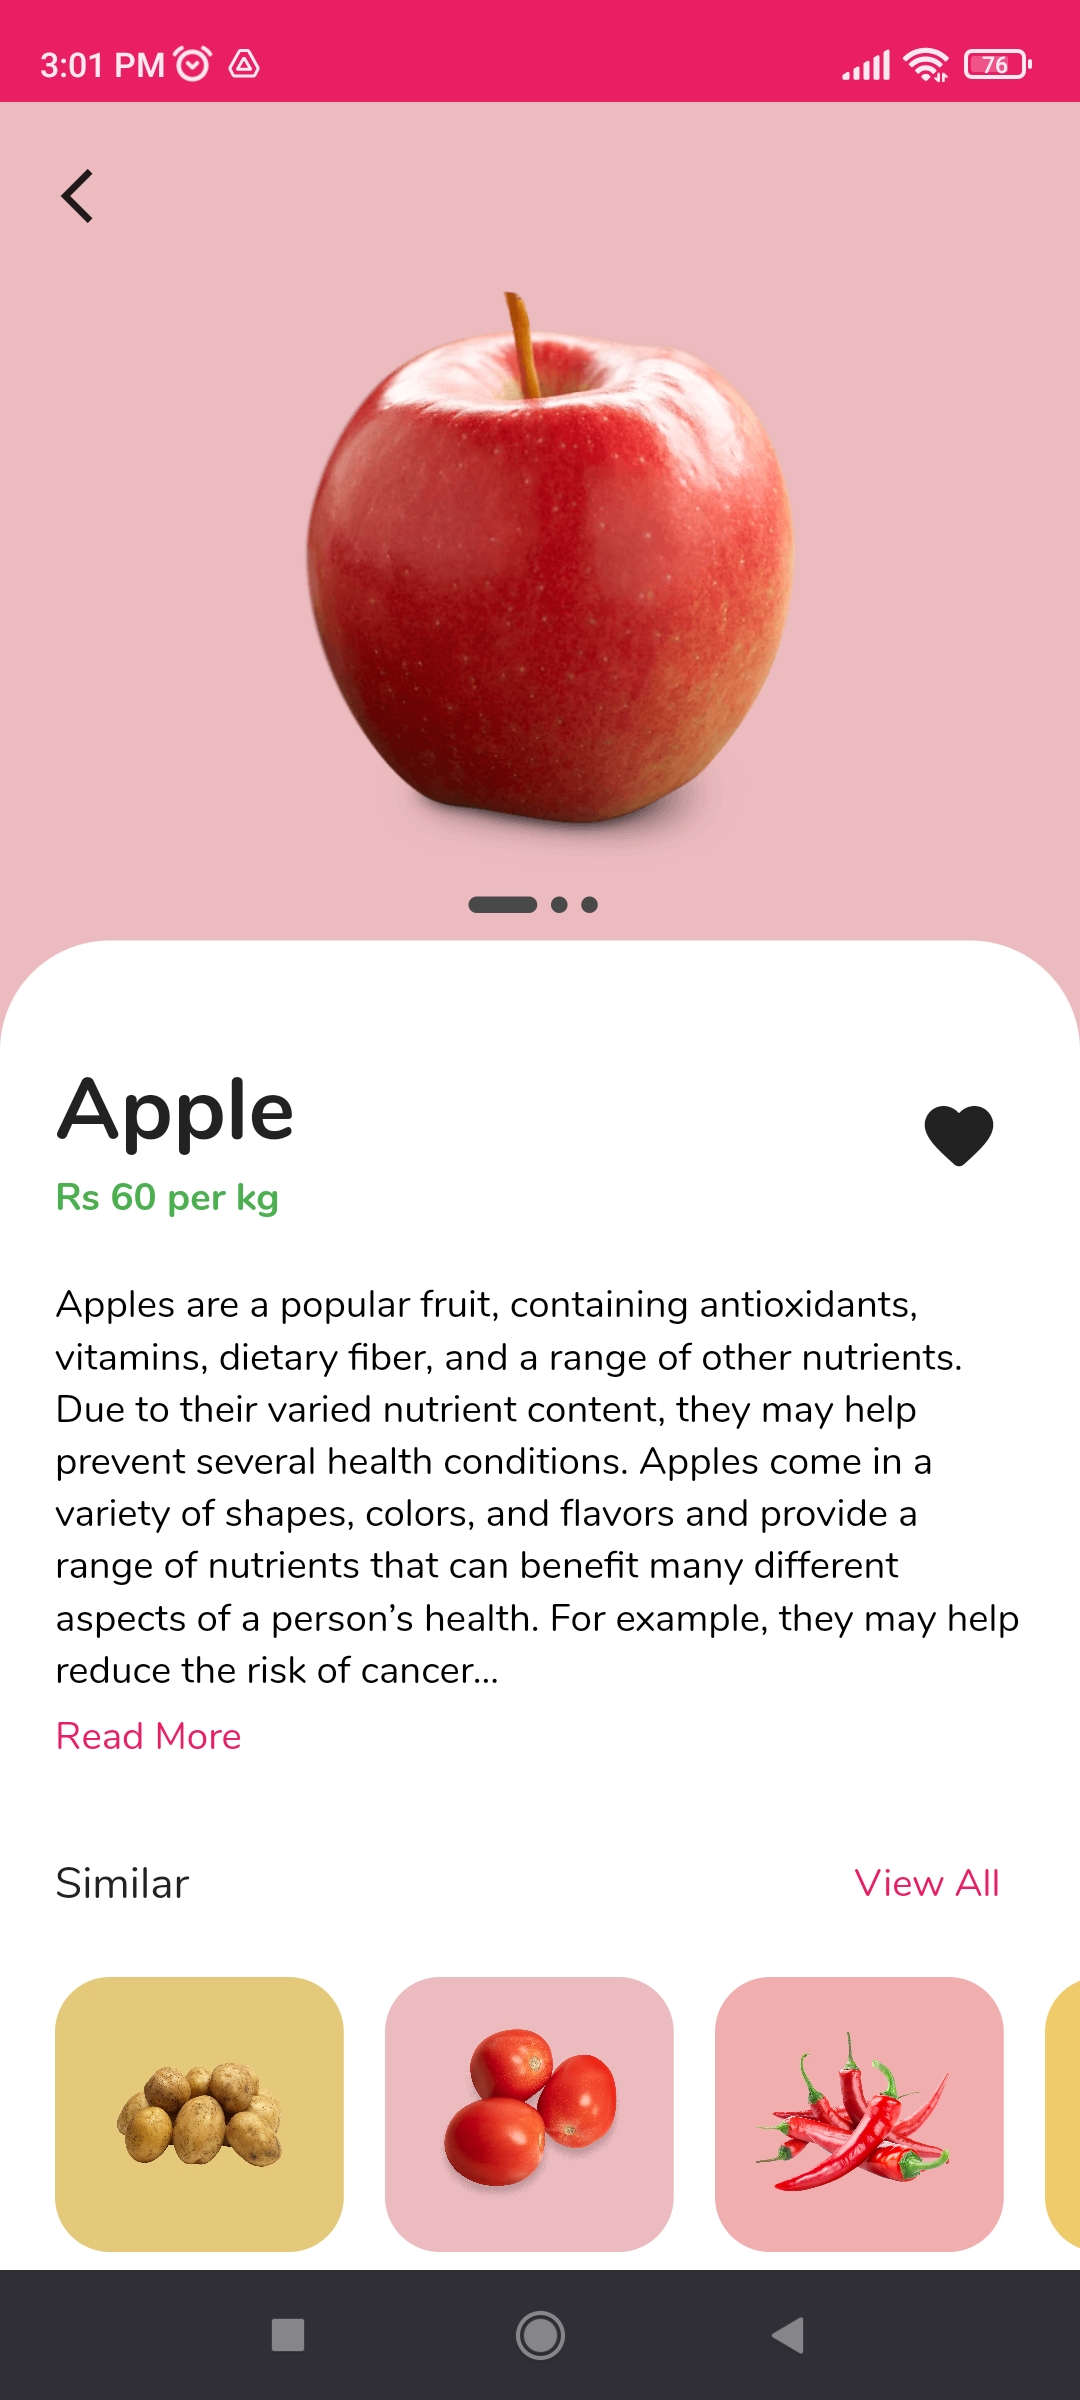 3:01 PM
76
Apple
Rs 60 per kg
Apples are a popular fruit, containing antioxidants,
vitamins, dietary fiber, and a range of other nutrients.
Due to their varied nutrient content, they may help
prevent several health conditions. Apples come in a
variety of shapes, colors, and flavors and provide a
range of nutrients that can benefit many different
aspects of a person’s health. For example, they may help
reduce the risk of cancer...
Read More
Similar
View All